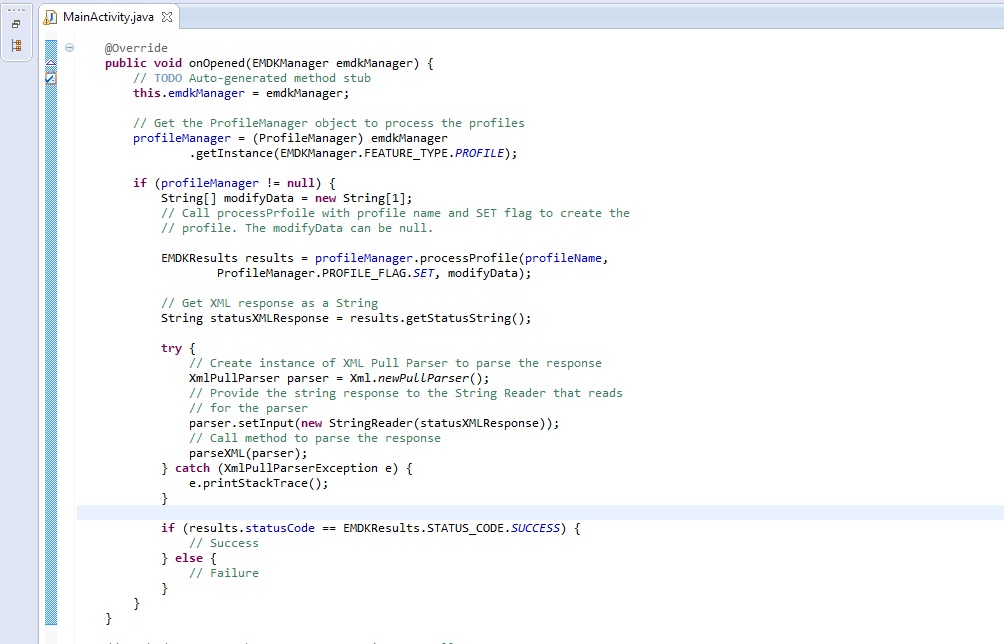 MainActivity.java
@Override
public void onOpened(EMDKManager emdkManager) {
// TODO Auto-generated method stub
this.emdkManager = emdkManager;
// Get the ProfileManager object to process the profiles
profileManager = (ProfileManager) emdkManager
.getInstance(EMDKManager.FEATURE_TYPE.PROFILE);
if (profileManager != null) {
String[] modifyData = new String[1];
// Call processPrfoile with profile name and SET flag to create the
// profile. The modifyData can be null.
EMDKResults results = profileManager.processProfile(profileName,
ProfileManager.PROFILE_FLAG.SET, modifyData);
// Get XML response as a String
String statusXMLResponse = results.getStatusString();
try {
// Create instance of XML Pull Parser to parse the response
XmlPullParser parser = Xml.newPullParser();
// Provide the string response to the String Reader that reads
// for the parser
parser.setInput(new StringReader(statusXMLResponse));
// Call method to parse the response
parseXML(parser);
} catch (XmlPullParserException e) {
e.printStackTrace();
}
if (results.statusCode == EMDKResults.STATUS_CODE.SUCCESS) {
// Success
} else {
// Failure
}
}
}